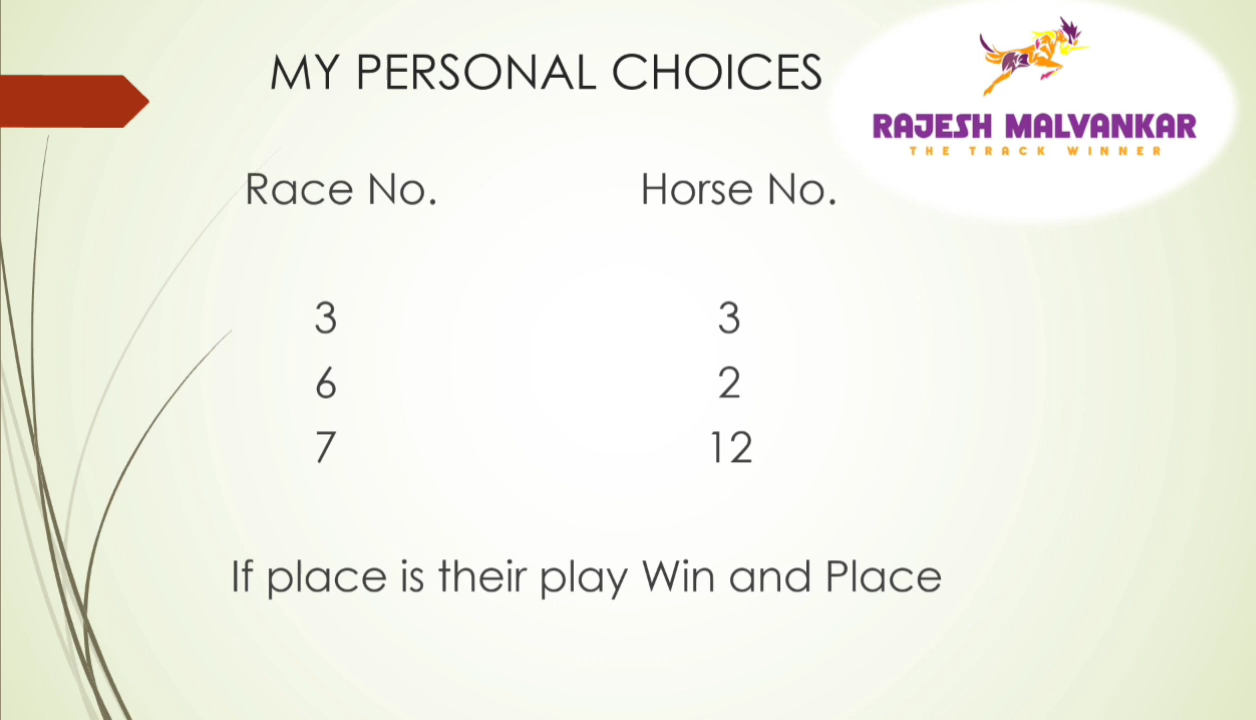 MY PERSONAL CHOICES
RAJESH MALVANKAR
THE TRACK WINNER
Race No. Horse No.
3 3
6 2
7 12
If place is their play Win and Place